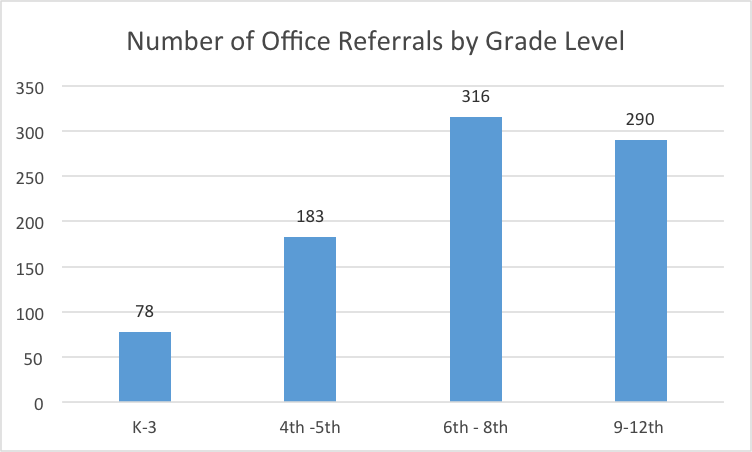 Number of Office Referrals by Grade Level
350
300
250
200
150
100
50
0
78
183
316
290
K-3
4th -5th
6th - 8th
9-12th